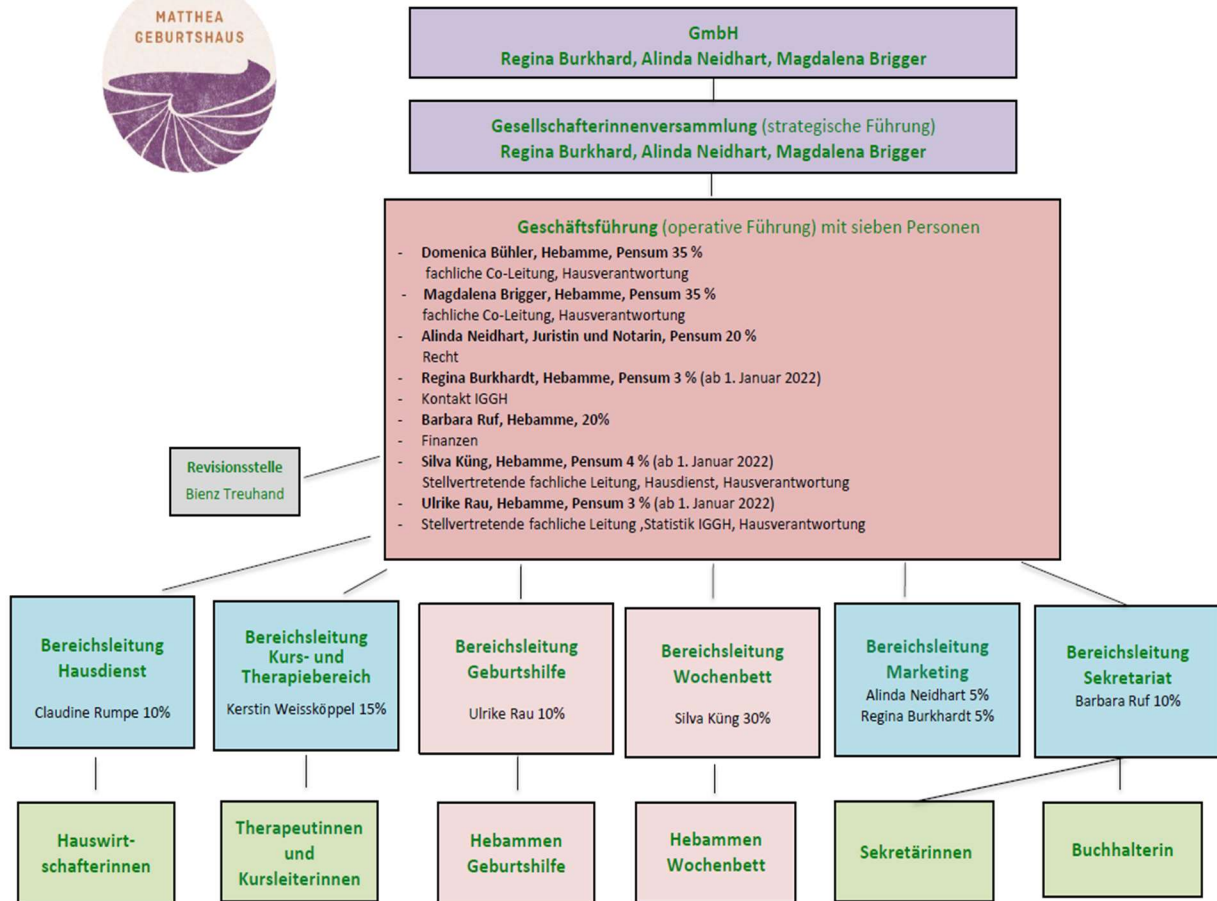 MATTHEA
GEBURTSHAUS
GmbH
Regina Burkhard, Alinda Neidhart, Magdalena Brigger
Gesellschafterinnenversammlung (strategische Führung)
Regina Burkhard, Alinda Neidhart, Magdalena Brigger
Geschäftsführung (operative Führung) mit sieben Personen
- Domenica Bühler, Hebamme, Pensum 35 %
fachliche Co-Leitung, Hausverantwortung
- Magdalena Brigger, Hebamme, Pensum 35 %
fachliche Co-Leitung, Hausverantwortung
- Alinda Neidhart, Juristin und Notarin, Pensum 20 %
Recht
- Regina Burkhardt, Hebamme, Pensum 3 % (ab 1. Januar 2022)
- Kontakt IGGH
- Barbara Ruf, Hebamme, 20%
- Finanzen
- Silva Küng, Hebamme, Pensum 4 % (ab 1. Januar 2022)
Stellvertretende fachliche Leitung, Hausdienst, Hausverantwortung
- Ulrike Rau, Hebamme, Pensum 3 % (ab 1. Januar 2022)
- Stellvertretende fachliche Leitung ,Statistik IGGH, Hausverantwortung
Revisionsstelle
Bienz Treuhand
Bereichsleitung
Hausdienst
Claudine Rumpe 10%
Bereichsleitung
Kurs- und
Therapiebereich
Kerstin Weissköppel 15%
Bereichsleitung
Geburtshilfe
Ulrike Rau 10%
Bereichsleitung
Wochenbett
Silva Küng 30%
Bereichsleitung
Marketing
Alinda Neidhart 5%
Regina Burkhardt 5%
Bereichsleitung
Sekretariat
Barbara Ruf 10%
Hauswirt-
schafterinnen
Therapeutinnen
und
Kursleiterinnen
Hebammen
Geburtshilfe
Hebammen
Wochenbett
Sekretärinnen
Buchhalterin